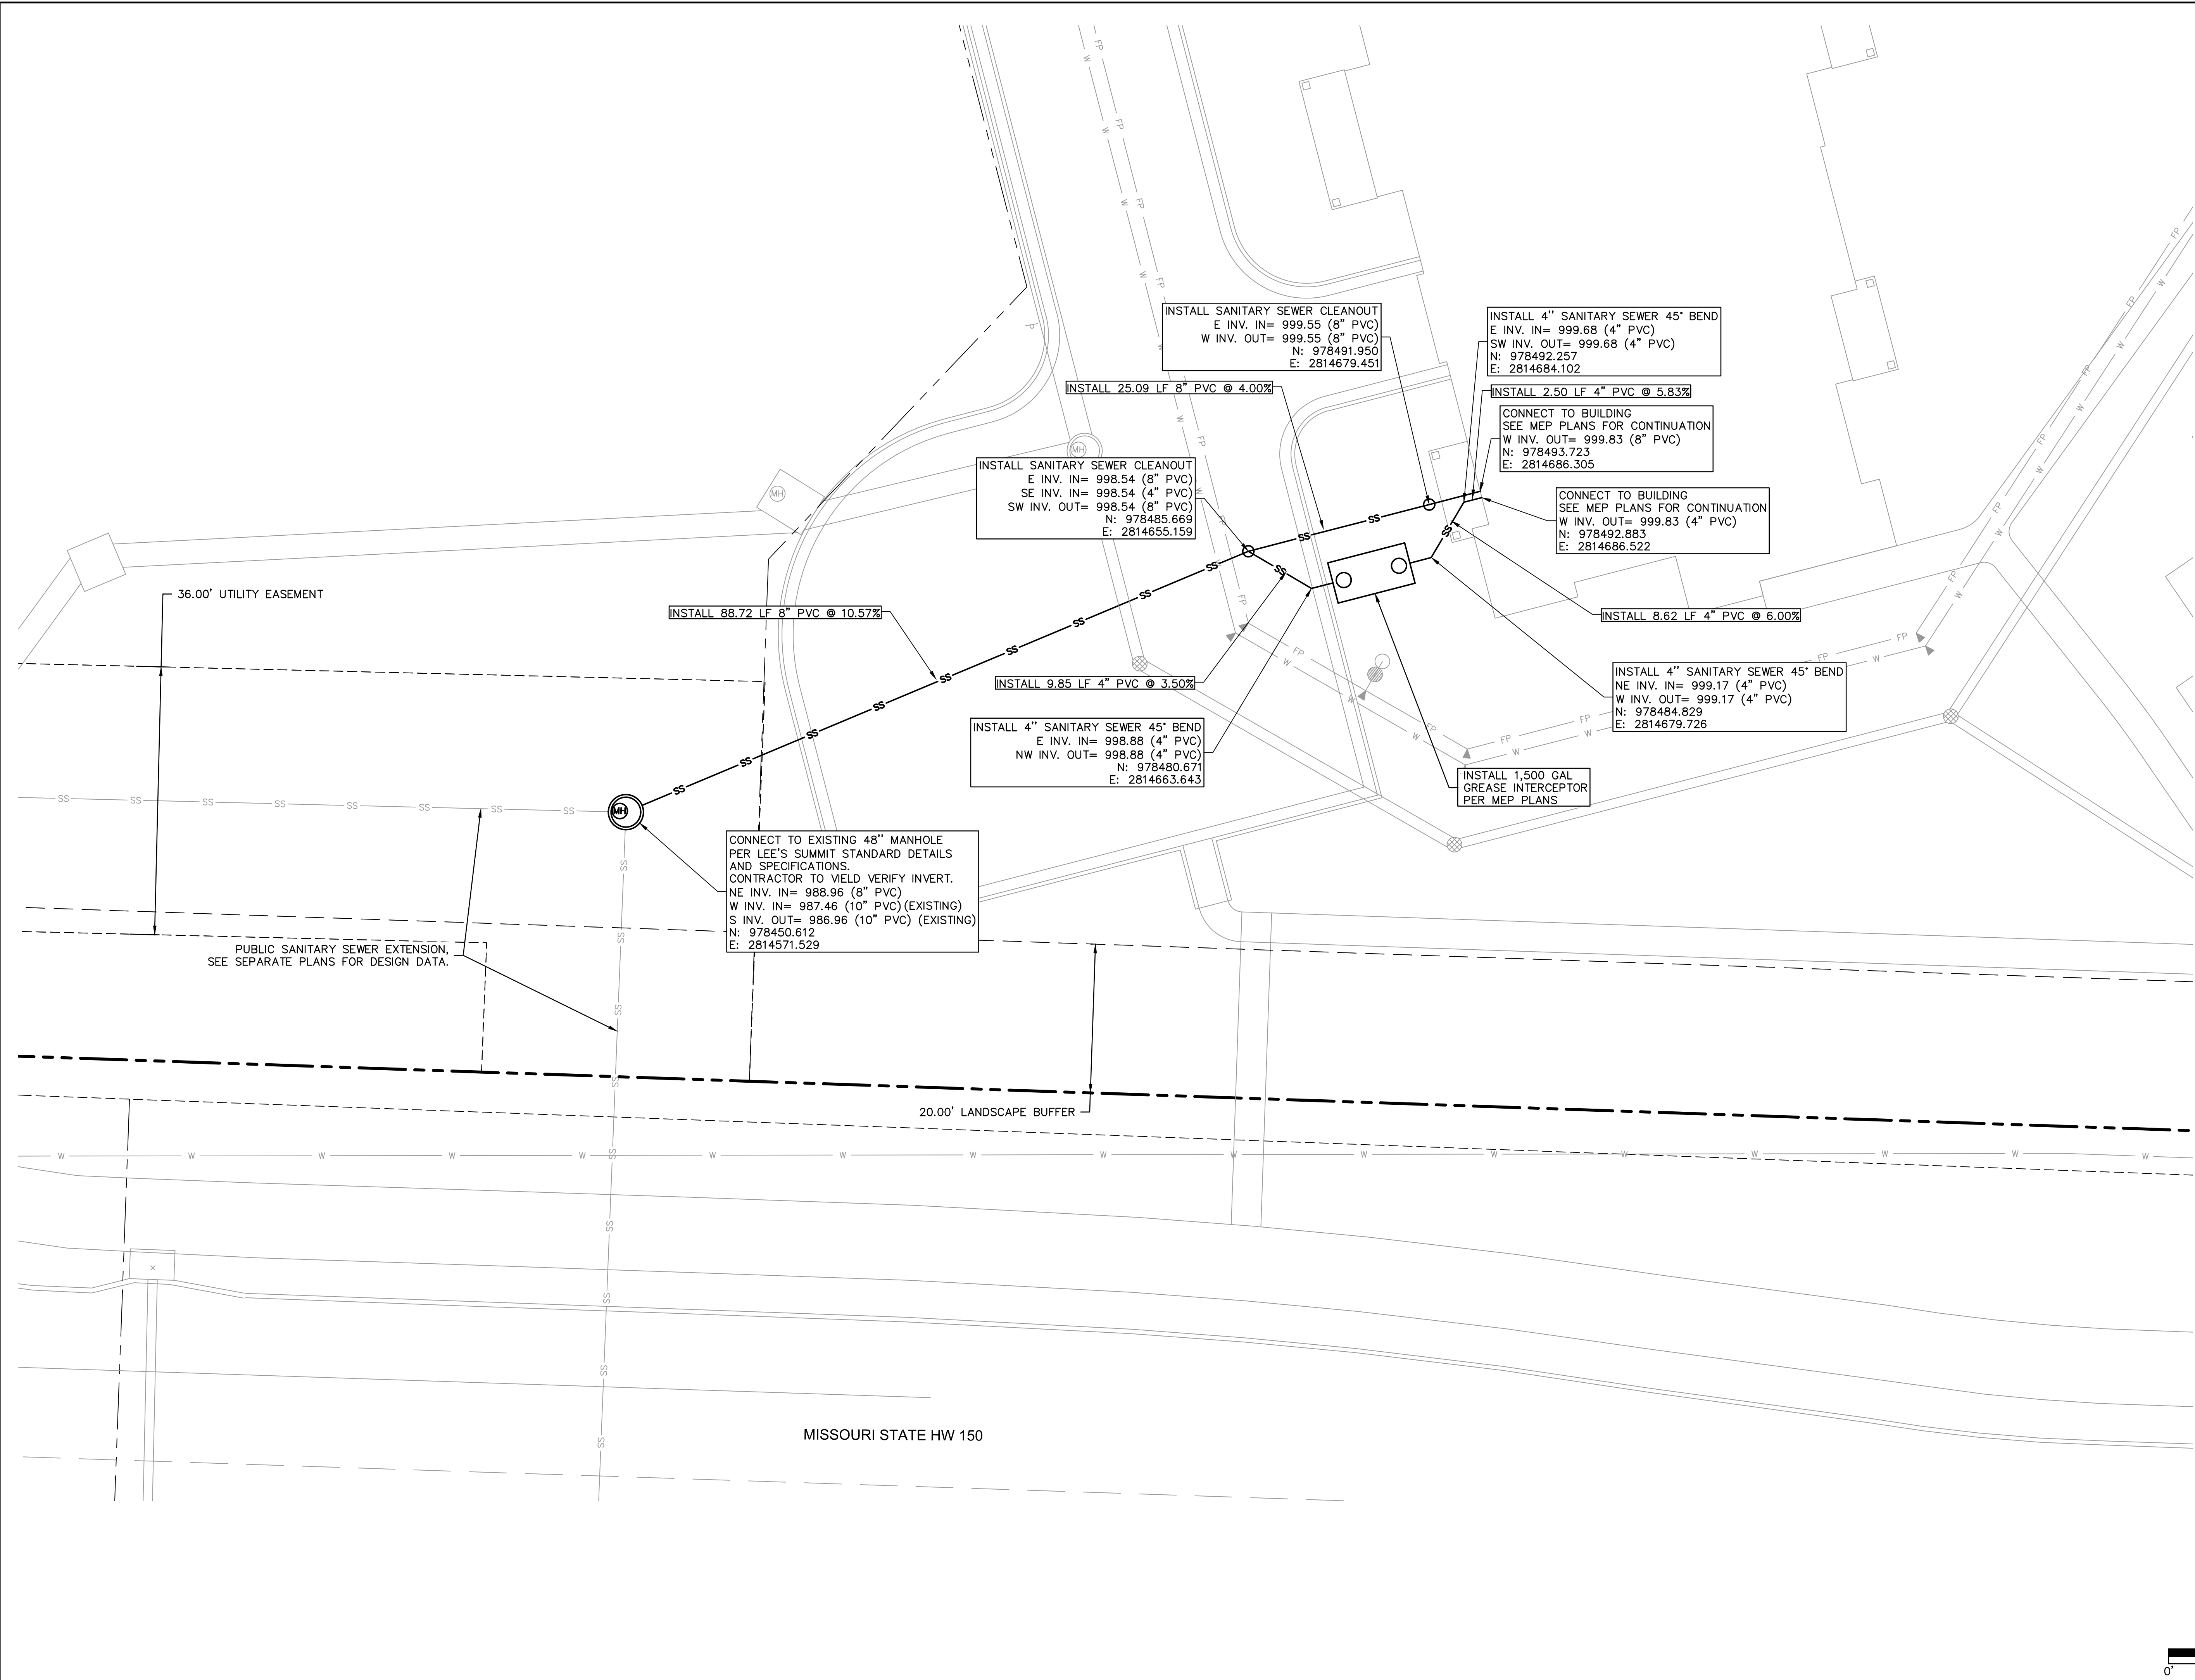 INSTALL SANITARY SEWER CLEANOUT
E INV. IN= 999.55 (8" PVC)
W INV. OUT= 999.55 (8" PVC)
N: 978491.950
E: 2814679.451
INSTALL 4'' SANITARY SEWER 45° BEND
E INV. IN= 999.68 (4" PVC)
SW INV. OUT= 999.68 (4" PVC)
N: 978492.257
E: 2814684.102
INSTALL 25.09 LF 8" PVC @ 4.00%
INSTALL 2.50 LF 4" PVC @ 5.83%
CONNECT TO BUILDING
SEE MEP PLANS FOR CONTINUATION
W INV. OUT= 999.83 (8" PVC)
N: 978493.723
E: 2814686.305
INSTALL SANITARY SEWER CLEANOUT
E INV. IN= 998.54 (8" PVC)
SE INV. IN= 998.54 (4" PVC)
SW INV. OUT= 998.54 (8" PVC)
N: 978485.669
E: 2814655.159
CONNECT TO BUILDING
SEE MEP PLANS FOR CONTINUATION
W INV. OUT= 999.83 (4" PVC)
N: 978492.883
E: 2814686.522
36.00' UTILITY EASEMENT
INSTALL 88.72 LF 8" PVC @ 10.57%
INSTALL 8.62 LF 4" PVC @ 6.00%
INSTALL 9.85 LF 4" PVC @ 3.50%
INSTALL 4'' SANITARY SEWER 45° BEND
NE INV. IN= 999.17 (4" PVC)
W INV. OUT= 999.17 (4" PVC)
N: 978484.829
E: 2814679.726
INSTALL 4'' SANITARY SEWER 45° BEND
E INV. IN= 998.88 (4" PVC)
NW INV. OUT= 998.88 (4" PVC)
N: 978480.671
E: 2814663.643
INSTALL 1,500 GAL
GREASE INTERCEPTOR
PER MEP PLANS
MH
MH
MH
CONNECT TO EXISTING 48'' MANHOLE
PER LEE'S SUMMIT STANDARD DETAILS
AND SPECIFICATIONS.
CONTRACTOR TO VIELD VERIFY INVERT.
NE INV. IN= 988.96 (8" PVC)
W INV. IN= 987.46 (10" PVC) (EXISTING)
S INV. OUT= 986.96 (10" PVC) (EXISTING)
N: 978450.612
E: 2814571.529
PUBLIC SANITARY SEWER EXTENSION,
SEE SEPARATE PLANS FOR DESIGN DATA.
20.00' LANDSCAPE BUFFER
MISSOURI STATE HW 150
0'